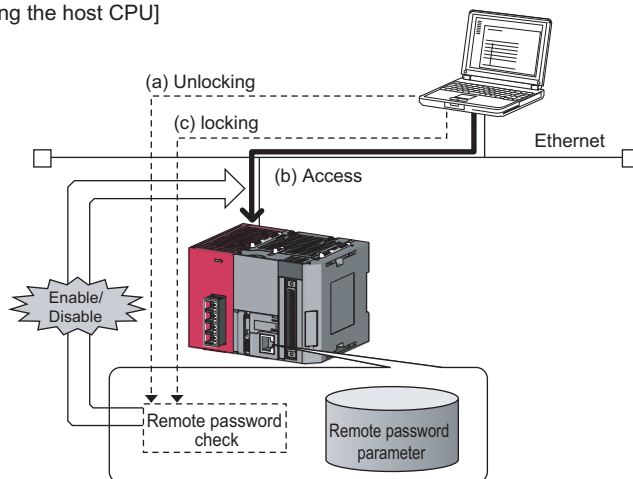 ng the host CPU]
(a) Unlocking
(c) locking
Ethernet
(b) Access
Enable/
Disable
Remote password
check
Remote password
parameter